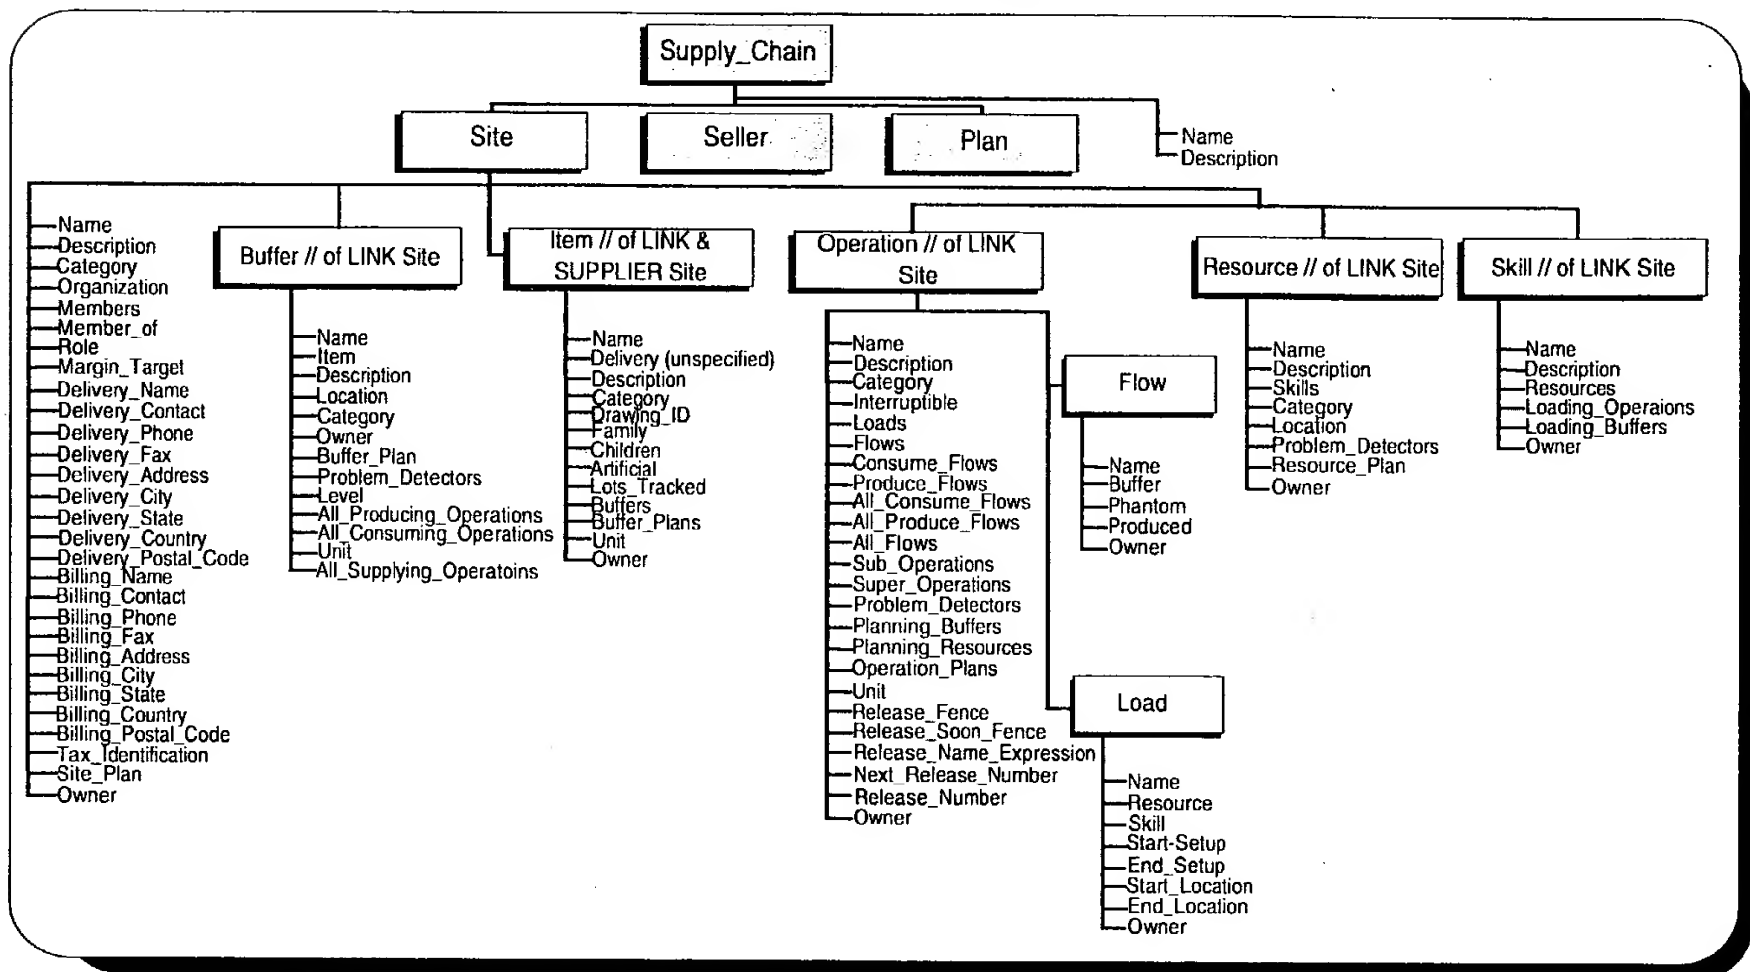 Supply_Chain
Site
Seller
Plan
Name
Description
Name
Description
Category
Organization
Members
Member_of
Role
Margin_Target
Delivery_Name
Delivery_Contact
Delivery_Phone
Delivery_Fax
Delivery_Address
Delivery_City
Delivery_State
Delivery_Country
Delivery_Postal_Code
Billing_Name
Billing_Contact
Billing_Phone
Billing_Fax
Billing_Address
Billing_City
Billing_State
Billing_Country
Billing_Postal_Code
Tax_Identification
Site_Plan
Owner
Buffer // of LINK Site
Name
Item
Description
Location
Category
Owner
Buffer_Plan
Problem_Detectors
Level
All_Producing_Operations
All_Consuming_Operations
Unit
All_Supplying_Operatoins
Item // of LINK &
SUPPLIER Site
Name
Delivery (unspecified)
Description
Category
Drawing_ID
Family
Children
Artificial
Lots_Tracked
Buffers
Buffer_Plans
Unit
Owner
Operation // of LINK
Site
Name
Description
Category
Interruptible
Loads
Flows
Consume_Flows
Produce_Flows
All_Consume_Flows
All_Produce_Flows
All_Flows
Sub_Operations
Super_Operations
Problem_Detectors
Planning_Buffers
Planning_Resources
Operation_Plans
Unit
Release_Fence
Release_Soon_Fence
Release_Name_Expression
Next_Release_Number
Release_Number
Owner
Flow
Name
Buffer
Phantom
Produced
Owner
Load
Name
Resource
Skill
Start-Setup
End_Setup
Start_Location
End_Location
Owner
Resource // of LINK Site
Name
Description
Skills
Category
Location
Problem_Detectors
Resource_Plan
Owner
Skill // of LINK Site
Name
Description
Resources
Loading_Operaions
Loading_Buffers
Owner